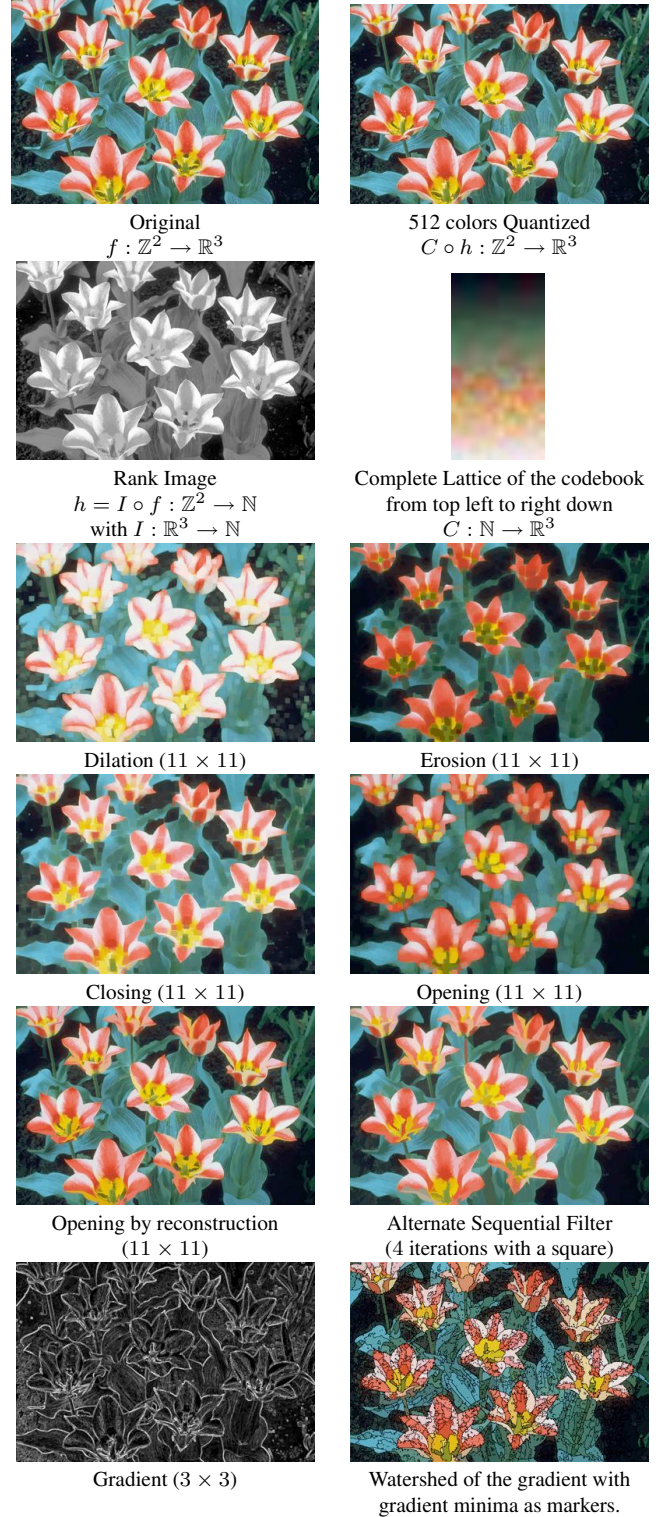 Original
f : ℤ² → ℝ³
512 colors Quantized
C ∘ h : ℤ² → ℝ³
Rank Image
h = I ∘ f : ℤ² → ℕ
with I : ℝ³ → ℕ
Complete Lattice of the codebook
from top left to right down
C : ℕ → ℝ³
Dilation (11 × 11)
Erosion (11 × 11)
Closing (11 × 11)
Opening (11 × 11)
Opening by reconstruction
(11 × 11)
Alternate Sequential Filter
(4 iterations with a square)
Gradient (3 × 3)
Watershed of the gradient with
gradient minima as markers.